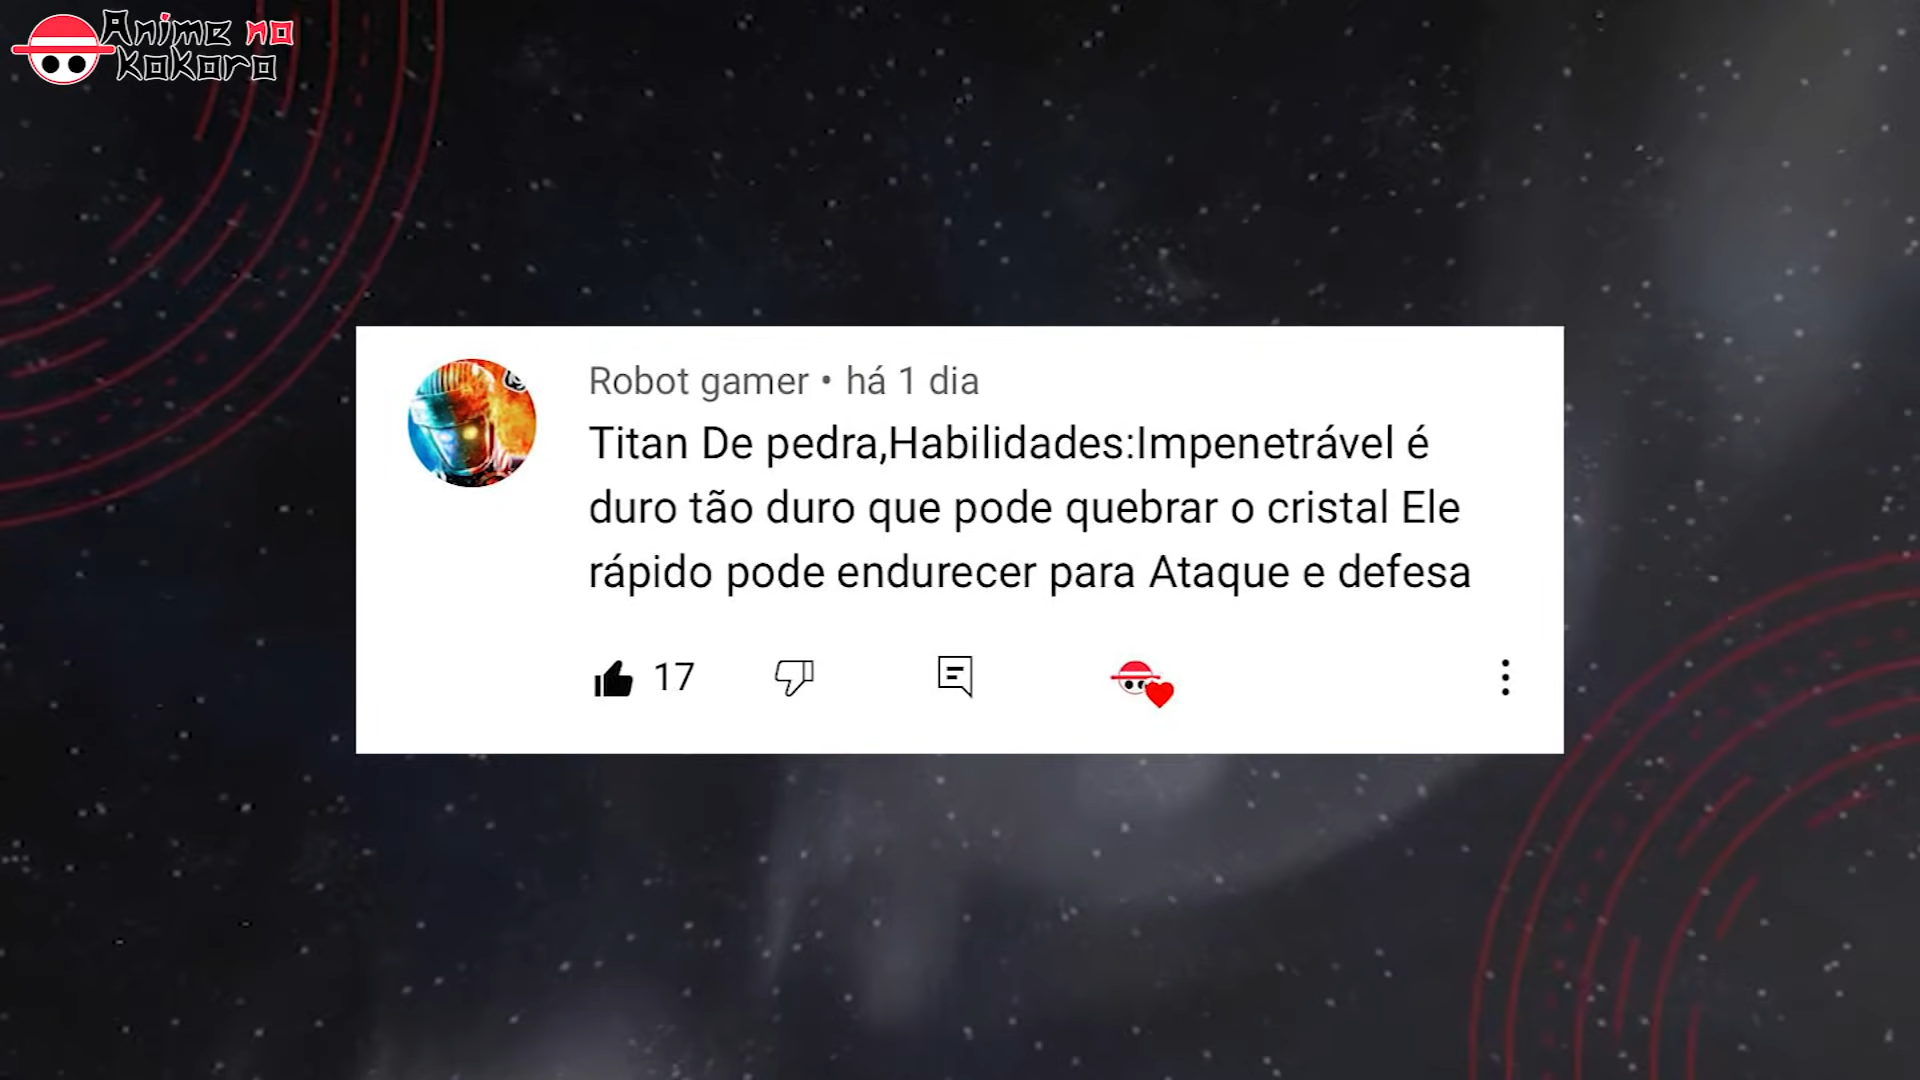 Anime no
kokoro
Robot gamer • há 1 dia
Titan De pedra,Habilidades:Impenetrável é
duro tão duro que pode quebrar o cristal Ele
rápido pode endurecer para Ataque e defesa
17